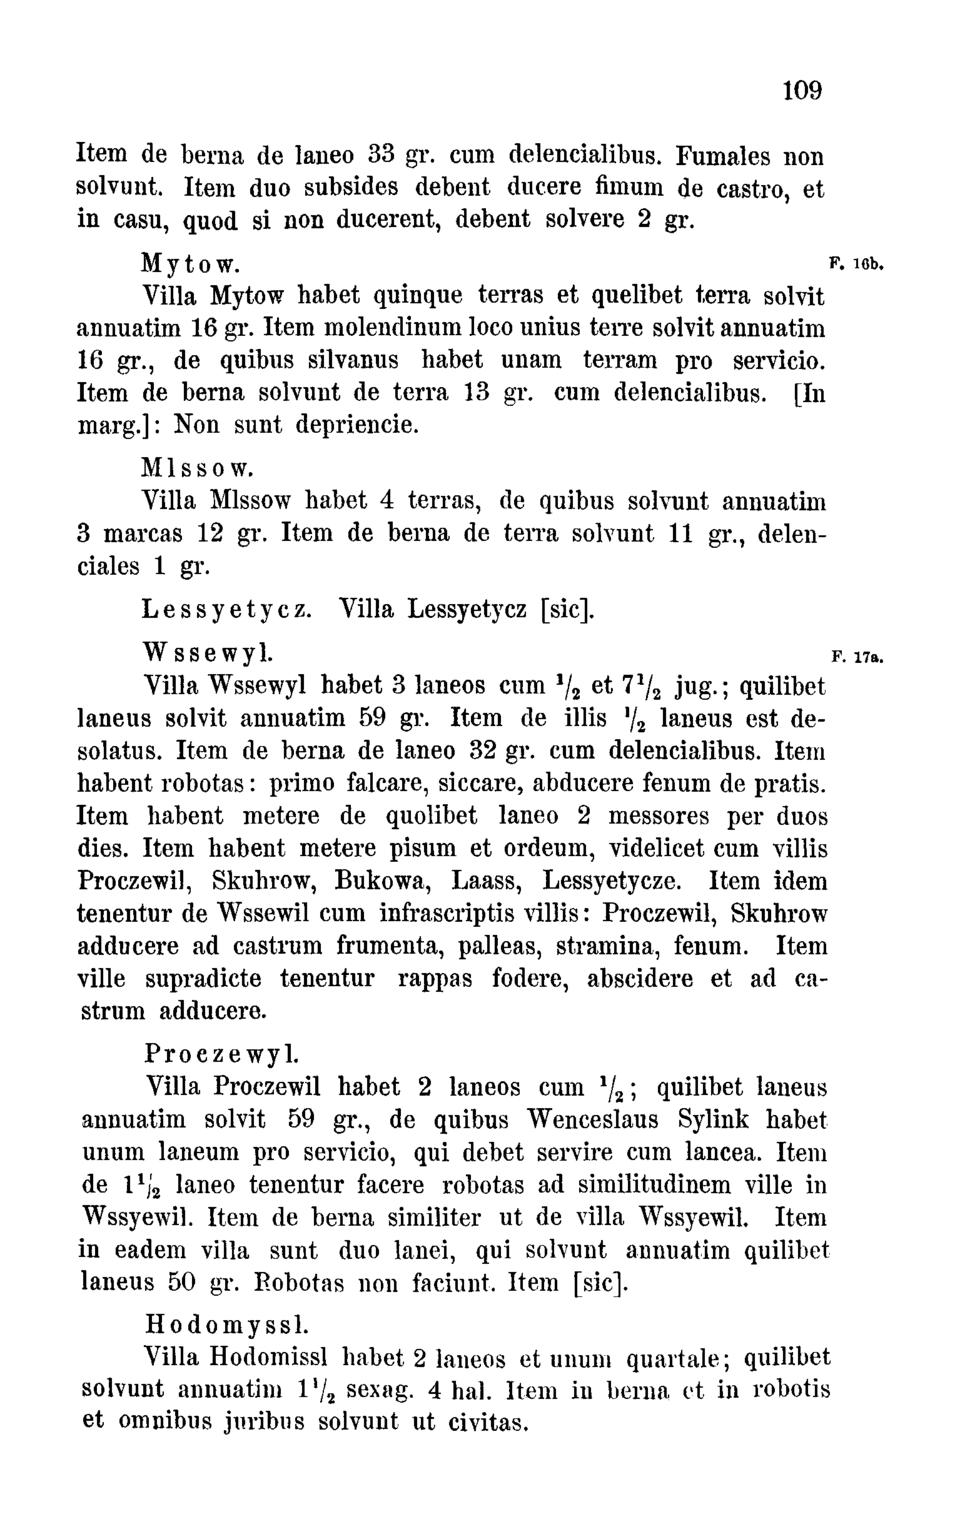 109
Item de berna de laneo 33 gr. cum delencialibus. Fumales non
solvunt. Item duo subsides debent ducere fimum de castro, et
in casu, quod si non ducerent, debent solvere 2 gr.
Mytow. F. 16b.
Villa Mytow habet quinque terras et quelibet terra solvit
annuatim 16 gr. Item molendinum loco unius terre solvit annuatim
16 gr., de quibus silvanus habet unam terram pro servicio.
Item de berna solvunt de terra 13 gr. cum delencialibus. [In
marg.]: Non sunt depriencie.
Mlssow.
Villa Mlssow habet 4 terras, de quibus solvunt annuatim
3 marcas 12 gr. Item de berna de terra solvunt 11 gr., delen-
ciales 1 gr.
Lessyetycz. Villa Lessyetycz [sic].
Wssewyl. F. 17a.
Villa Wssewyl habet 3 laneos cum 1/2 et 7 1/2 jug.; quilibet
laneus solvit annuatim 59 gr. Item de illis 1/2 laneus est de-
solatus. Item de berna de laneo 32 gr. cum delencialibus. Item
habent robotas: primo falcare, siccare, abducere fenum de pratis.
Item habent metere de quolibet laneo 2 messores per duos
dies. Item habent metere pisum et ordeum, videlicet cum villis
Proczewil, Skuhrow, Bukowa, Laass, Lessyetycze. Item idem
tenentur de Wssewil cum infrascriptis villis: Proczewil, Skuhrow
adducere ad castrum frumenta, palleas, stramina, fenum. Item
ville supradicte tenentur rappas fodere, abscidere et ad ca-
strum adducere.
Proczewyl.
Villa Proczewil habet 2 laneos cum 1/2; quilibet laneus
annuatim solvit 59 gr., de quibus Wenceslaus Sylink habet
unum laneum pro servicio, qui debet servire cum lancea. Item
de 1 1/2 laneo tenentur facere robotas ad similitudinem ville in
Wssyewil. Item de berna similiter ut de villa Wssyewil. Item
in eadem villa sunt duo lanei, qui solvunt annuatim quilibet
laneus 50 gr. Robotas non faciunt. Item [sic].
Hodomyssl.
Villa Hodomissl habet 2 laneos et unum quartale; quilibet
solvunt annuatim 1 1/2 sexag. 4 hal. Item in berna et in robotis
et omnibus juribus solvunt ut civitas.